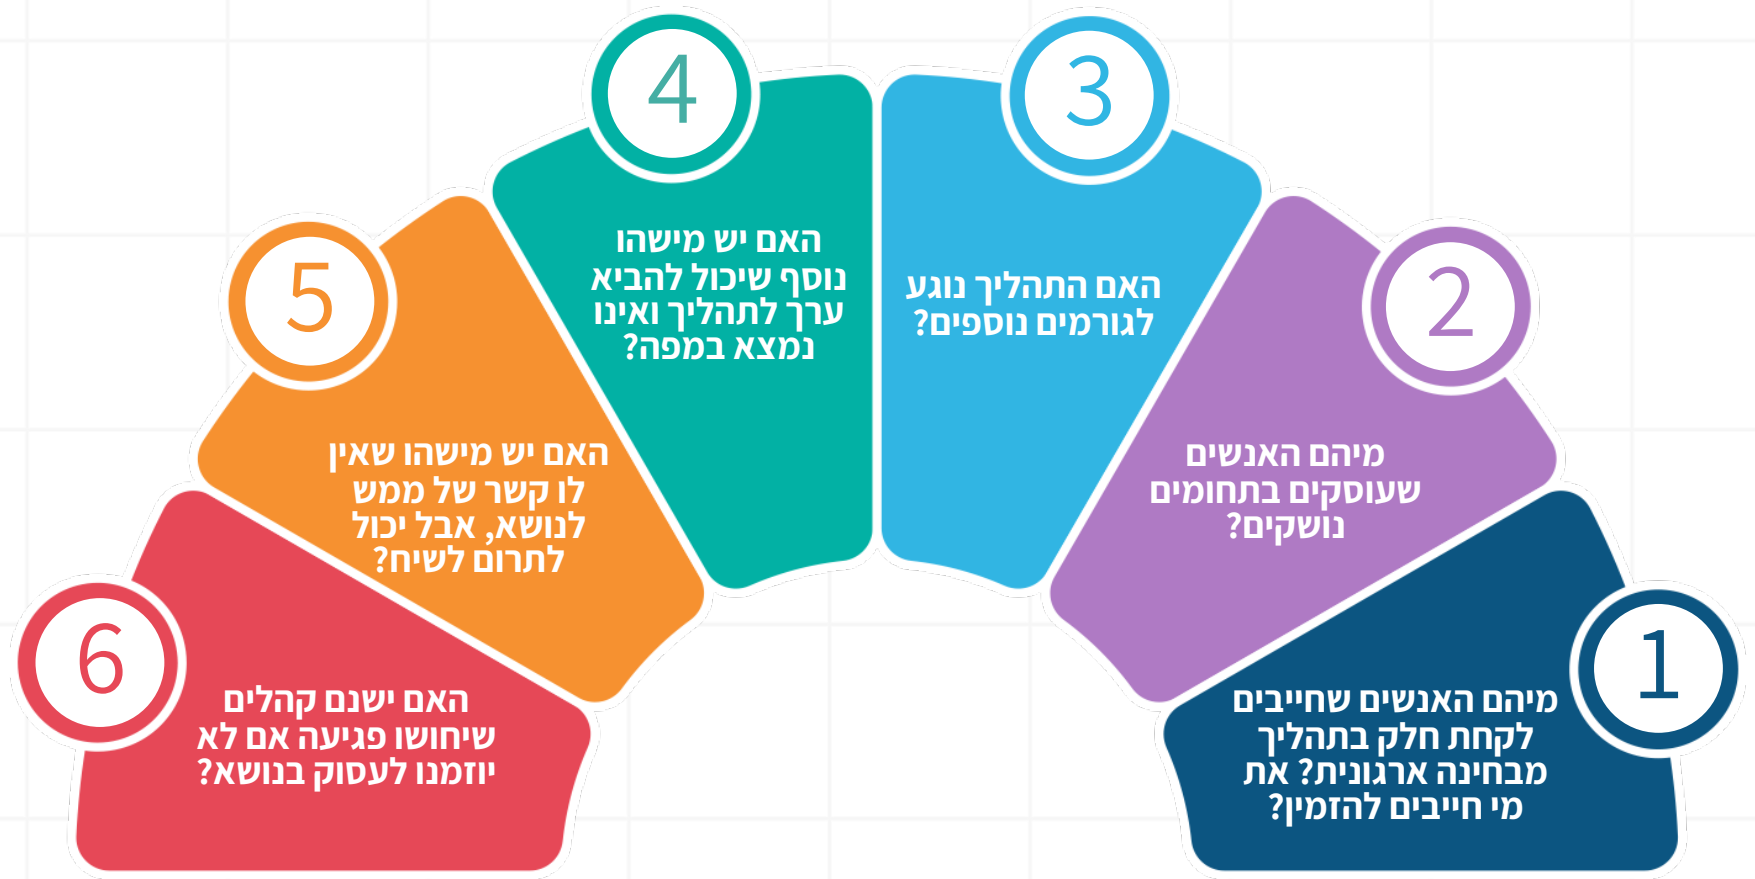 1
מיהם האנשים שחייבים
לקחת חלק בתהליך
מבחינה ארגונית? את
מי חייבים להזמין?
2
מיהם האנשים
שעוסקים בתחומים
נושקים?
3
האם התהליך נוגע
לגורמים נוספים?
4
האם יש מישהו
נוסף שיכול להביא
ערך לתהליך ואינו
נמצא במפה?
5
האם יש מישהו שאין
לו קשר של ממש
לנושא, אבל יכול
לתרום לשיח?
6
האם ישנם קהלים
שיחושו פגיעה אם לא
יוזמנו לעסוק בנושא?